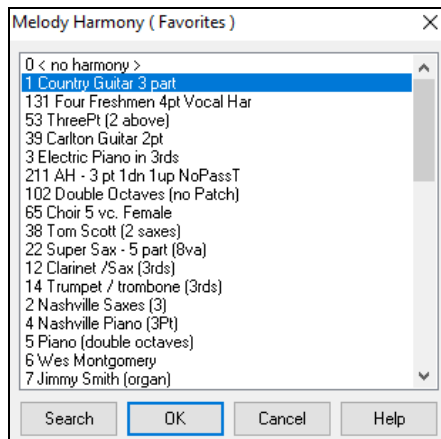 Melody Harmony ( Favorites )
0 < no harmony >
1 Country Guitar 3 part
131 Four Freshmen 4pt Vocal Har
53 ThreePt (2 above)
39 Carlton Guitar 2pt
3 Electric Piano in 3rds
211 AH - 3 pt 1dn 1up NoPassT
102 Double Octaves (no Patch)
65 Choir 5 vc. Female
38 Tom Scott (2 saxes)
22 Super Sax - 5 part (8va)
12 Clarinet /Sax (3rds)
14 Trumpet / trombone (3rds)
2 Nashville Saxes (3)
4 Nashville Piano (3Pt)
5 Piano (double octaves)
6 Wes Montgomery
7 Jimmy Smith (organ)
Search OK Cancel Help